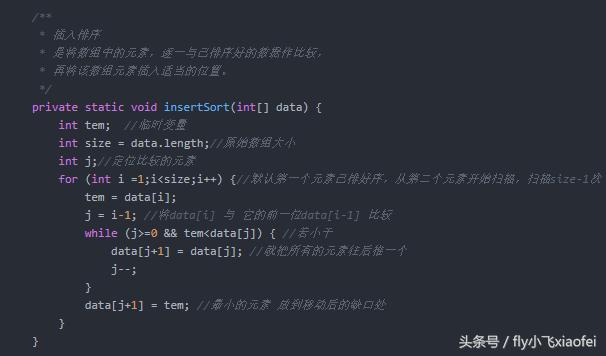 /**
 * 插入排序
 * 是将数组中的元素，逐一与已排序好的数据作比较，
 * 再将该数组元素插入适当的位置。
 */
private static void insertSort(int[] data) {
    int tem;  //临时变量
    int size = data.length;//原始数组大小
    int j;//定位比较的元素
    for (int i =1;i<size;i++) {//默认第一个元素已排好序，从第二个元素开始扫描，扫描size-1次
        tem = data[i];
        j = i-1; //将data[i] 与 它的前一位data[i-1] 比较
        while (j>=0 && tem<data[j]) { //若小于
            data[j+1] = data[j]; //就把所有的元素往后推一个
            j--;
        }
        data[j+1] = tem; //最小的元素 放到移动后的缺口处
    }
}
头条号 / fly小飞xiaofei